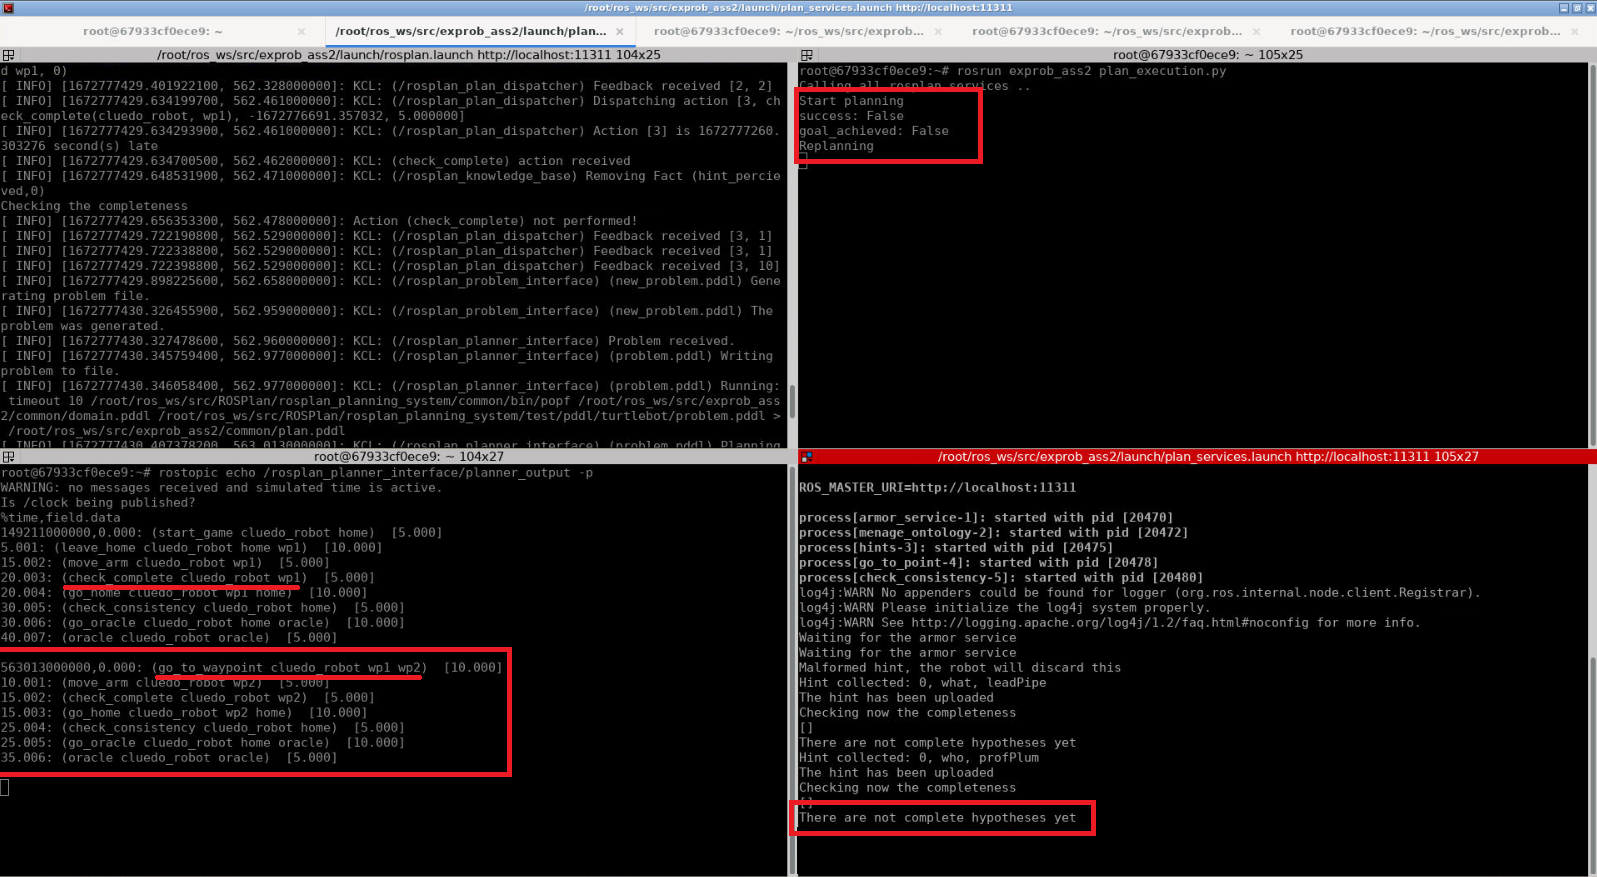 /root/ros_ws/src/exprob_ass2/launch/plan_services.launch http://localhost:11311
root@67933cf0ece9: ~
/root/ros_ws/src/exprob_ass2/launch/plan...
root@67933cf0ece9: ~/ros_ws/src/exprob...
root@67933cf0ece9: ~/ros_ws/src/exprob...
root@67933cf0ece9: ~/ros_ws/src/exprob...
/root/ros_ws/src/exprob_ass2/launch/rosplan.launch http://localhost:11311 104x25
d wp1, 0)
[ INFO] [1672777429.401922100, 562.328000000]: KCL: (/rosplan_plan_dispatcher) Feedback received [2, 2]
[ INFO] [1672777429.634199700, 562.461000000]: KCL: (/rosplan_plan_dispatcher) Dispatching action [3, ch
eck_complete(cluedo_robot, wp1), -1672776691.357032, 5.000000]
[ INFO] [1672777429.634293900, 562.461000000]: KCL: (/rosplan_plan_dispatcher) Action [3] is 1672777260.
303276 second(s) late
[ INFO] [1672777429.634700500, 562.462000000]: KCL: (check_complete) action received
[ INFO] [1672777429.648531900, 562.471000000]: KCL: (/rosplan_knowledge_base) Removing Fact (hint_percie
ved,0)
Checking the completeness
[ INFO] [1672777429.656353300, 562.478000000]: Action (check_complete) not performed!
[ INFO] [1672777429.722190800, 562.529000000]: KCL: (/rosplan_plan_dispatcher) Feedback received [3, 1]
[ INFO] [1672777429.722338800, 562.529000000]: KCL: (/rosplan_plan_dispatcher) Feedback received [3, 1]
[ INFO] [1672777429.722398800, 562.529000000]: KCL: (/rosplan_plan_dispatcher) Feedback received [3, 10]
[ INFO] [1672777429.898225600, 562.658000000]: KCL: (/rosplan_problem_interface) (new_problem.pddl) Gene
rating problem file.
[ INFO] [1672777430.326455900, 562.959000000]: KCL: (/rosplan_problem_interface) (new_problem.pddl) The
problem was generated.
[ INFO] [1672777430.327478600, 562.960000000]: KCL: (/rosplan_planner_interface) Problem received.
[ INFO] [1672777430.345759400, 562.977000000]: KCL: (/rosplan_planner_interface) (problem.pddl) Writing
problem to file.
[ INFO] [1672777430.346058400, 562.977000000]: KCL: (/rosplan_planner_interface) (problem.pddl) Running:
timeout 10 /root/ros_ws/src/ROSPlan/rosplan_planning_system/common/bin/popf /root/ros_ws/src/exprob_ass
2/common/domain.pddl /root/ros_ws/src/ROSPlan/rosplan_planning_system/test/pddl/turtlebot/problem.pddl >
/root/ros_ws/src/exprob_ass2/common/plan.pddl
[ INFO] [1672777430.407378200, 563.013000000]: KCL: (/rosplan_planner_interface) (problem.pddl) Planning
root@67933cf0ece9: ~ 105x25
root@67933cf0ece9:~# rosrun exprob_ass2 plan_execution.py
Calling all rosplan services ..
Start planning
success: False
goal_achieved: False
Replanning
root@67933cf0ece9: ~ 104x27
root@67933cf0ece9:~# rostopic echo /rosplan_planner_interface/planner_output -p
WARNING: no messages received and simulated time is active.
Is /clock being published?
%time,field.data
149211000000,0.000: (start_game cluedo_robot home)  [5.000]
5.001: (leave_home cluedo_robot home wp1)  [10.000]
15.002: (move_arm cluedo_robot wp1)  [5.000]
20.003: (check_complete cluedo_robot wp1)  [5.000]
20.004: (go_home cluedo_robot wp1 home)  [10.000]
30.005: (check_consistency cluedo_robot home)  [5.000]
30.006: (go_oracle cluedo_robot home oracle)  [10.000]
40.007: (oracle cluedo_robot oracle)  [5.000]
563013000000,0.000: (go_to_waypoint cluedo_robot wp1 wp2)  [10.000]
10.001: (move_arm cluedo_robot wp2)  [5.000]
15.002: (check_complete cluedo_robot wp2)  [5.000]
15.003: (go_home cluedo_robot wp2 home)  [10.000]
25.004: (check_consistency cluedo_robot home)  [5.000]
25.005: (go_oracle cluedo_robot home oracle)  [10.000]
35.006: (oracle cluedo_robot oracle)  [5.000]
/root/ros_ws/src/exprob_ass2/launch/plan_services.launch http://localhost:11311 105x27
ROS_MASTER_URI=http://localhost:11311
process[armor_service-1]: started with pid [20470]
process[menage_ontology-2]: started with pid [20472]
process[hints-3]: started with pid [20475]
process[go_to_point-4]: started with pid [20478]
process[check_consistency-5]: started with pid [20480]
log4j:WARN No appenders could be found for logger (org.ros.internal.node.client.Registrar).
log4j:WARN Please initialize the log4j system properly.
log4j:WARN See http://logging.apache.org/log4j/1.2/faq.html#noconfig for more info.
Waiting for the armor service
Waiting for the armor service
Malformed hint, the robot will discard this
Hint collected: 0, what, leadPipe
The hint has been uploaded
Checking now the completeness
[]
There are not complete hypotheses yet
Hint collected: 0, who, profPlum
The hint has been uploaded
Checking now the completeness
[]
There are not complete hypotheses yet